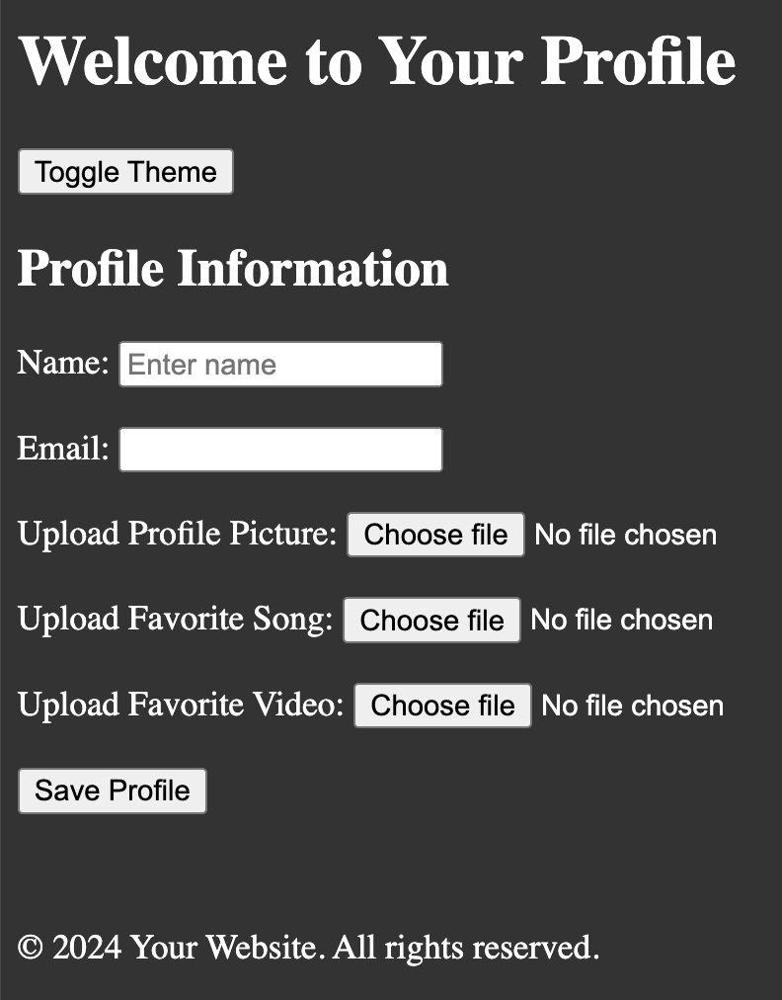 Welcome to Your Profile
Toggle Theme
Profile Information
Name: Enter name
Email:
Upload Profile Picture: Choose file No file chosen
Upload Favorite Song: Choose file No file chosen
Upload Favorite Video: Choose file No file chosen
Save Profile
© 2024 Your Website. All rights reserved.